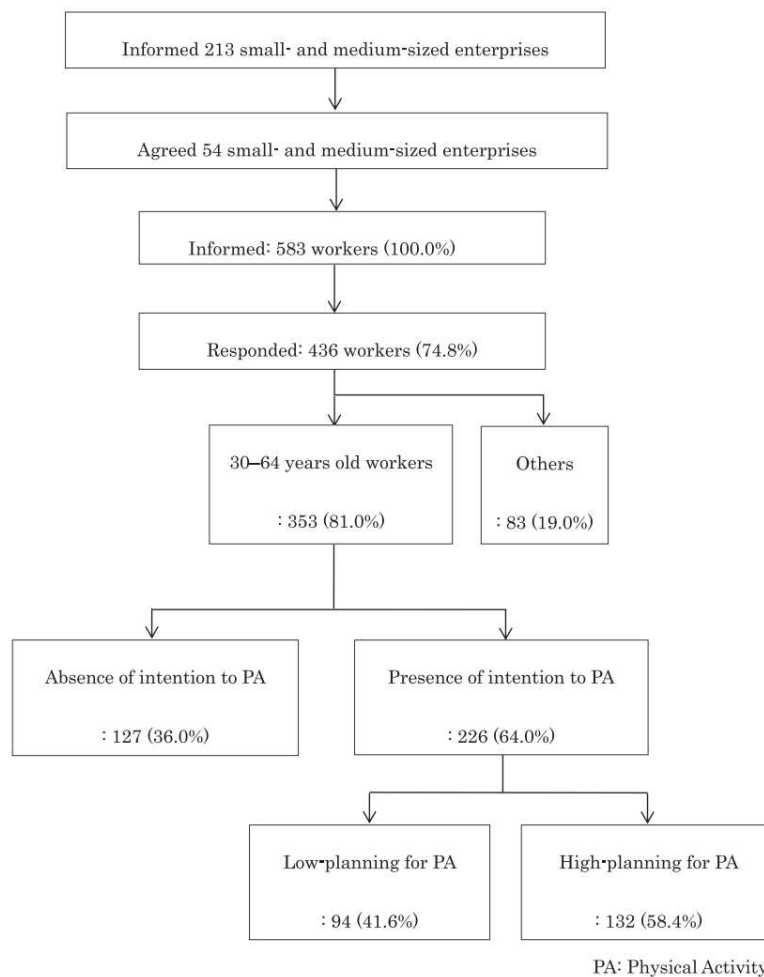 Informed 213 small- and medium-sized enterprises
Agreed 54 small- and medium-sized enterprises
Informed: 583 workers (100.0%)
Responded: 436 workers (74.8%)
30–64 years old workers
: 353 (81.0%)
Others
: 83 (19.0%)
Absence of intention to PA
: 127 (36.0%)
Presence of intention to PA
: 226 (64.0%)
Low-planning for PA
: 94 (41.6%)
High-planning for PA
: 132 (58.4%)
PA: Physical Activity